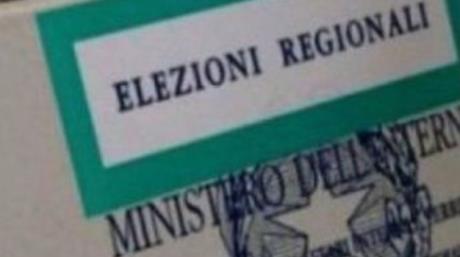 ELEZIONI REGIONALI
MINISTERO DELL'INTERN